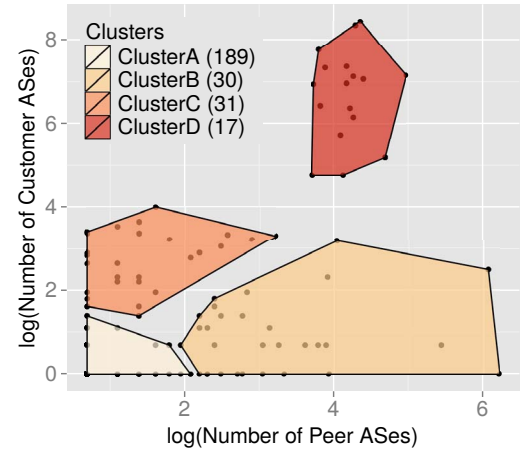 Clusters
ClusterA (189)
ClusterB (30)
ClusterC (31)
ClusterD (17)
8
6
4
2
0
log(Number of Customer ASes)
2 4 6
log(Number of Peer ASes)